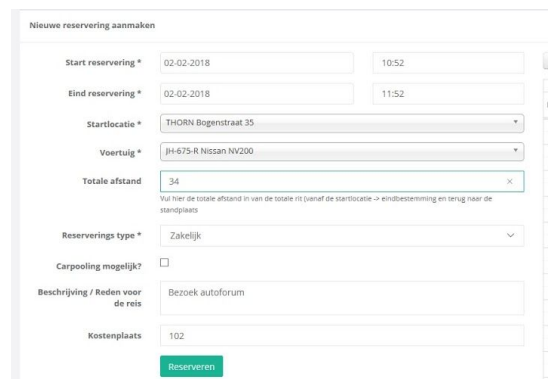 Nieuwe reservering aanmaken
Start reservering * 02-02-2018 10:52
Eind reservering * 02-02-2018 11:52
Startlocatie * THORN Bogenstraat 35
Voertuig * JH-675-R Nissan NV200
Totale afstand 34 ×
Vul hier de totale afstand in van de totale rit (vanaf de startlocatie -> eindbestemming en terug naar de
standplaats
Reserverings type * Zakelijk
Carpooling mogelijk?
Beschrijving / Reden voor Bezoek autoforum
de reis
Kostenplaats 102
Reserveren